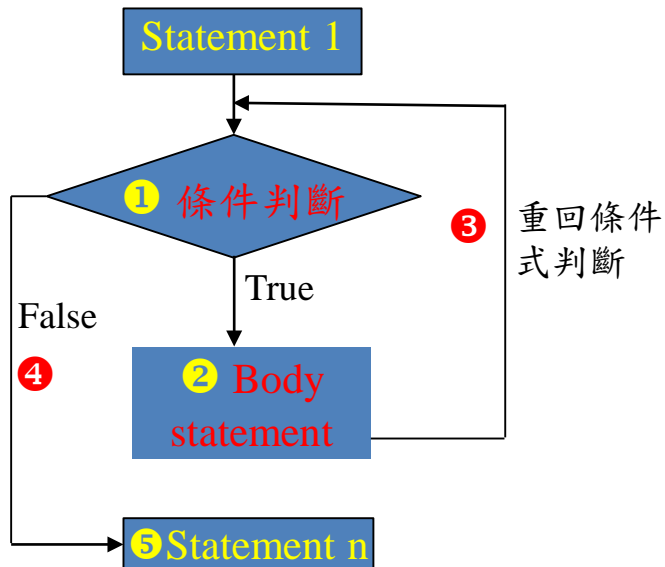 Statement 1
❶ 條件判斷
❸
重回條件
式判斷
True
False
❹
❷ Body
statement
❺Statement n